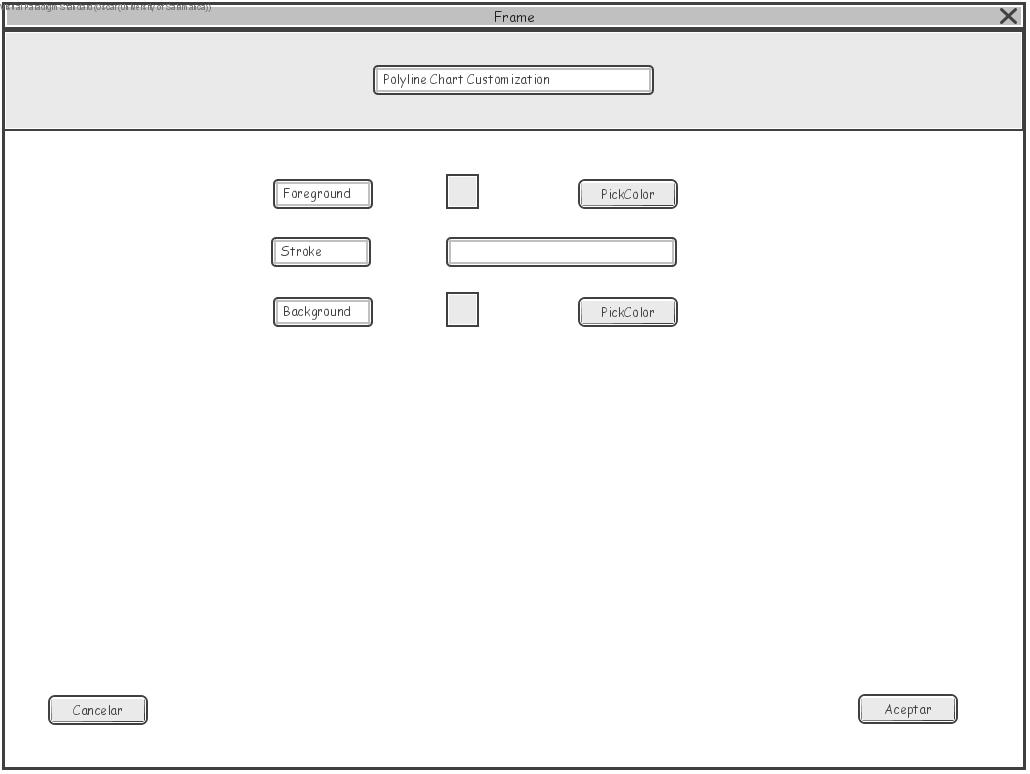 Visual Paradigm Standard(Oscar(University of Salamanca))
Frame
Polyline Chart Customization
Foreground
PickColor
Stroke
Background
PickColor
Cancelar
Aceptar